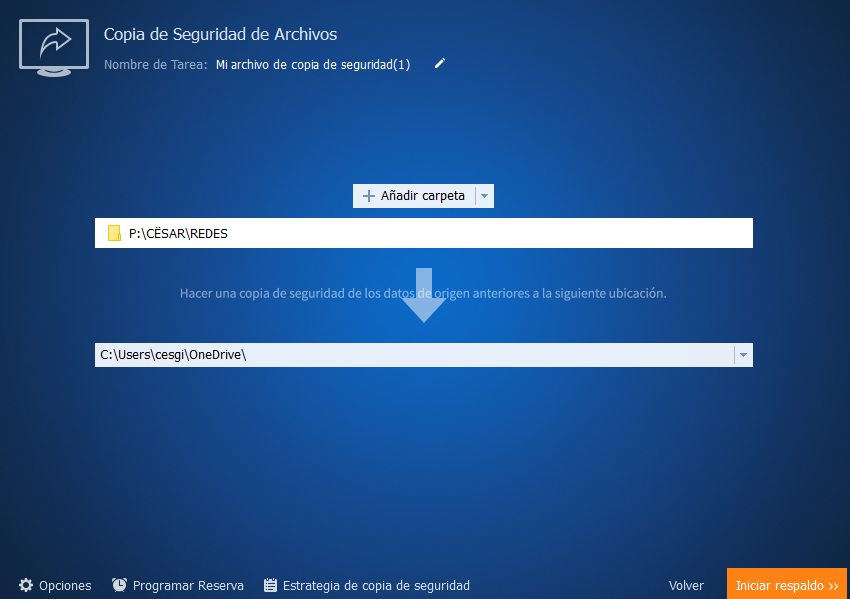 Copia de Seguridad de Archivos
Nombre de Tarea: Mi archivo de copia de seguridad(1)
Añadir carpeta
P:\CËSAR\REDES
Hacer una copia de seguridad de los datos de origen anteriores a la siguiente ubicación.
C:\Users\cesgi\OneDrive\
Opciones Programar Reserva Estrategia de copia de seguridad Volver Iniciar respaldo >>